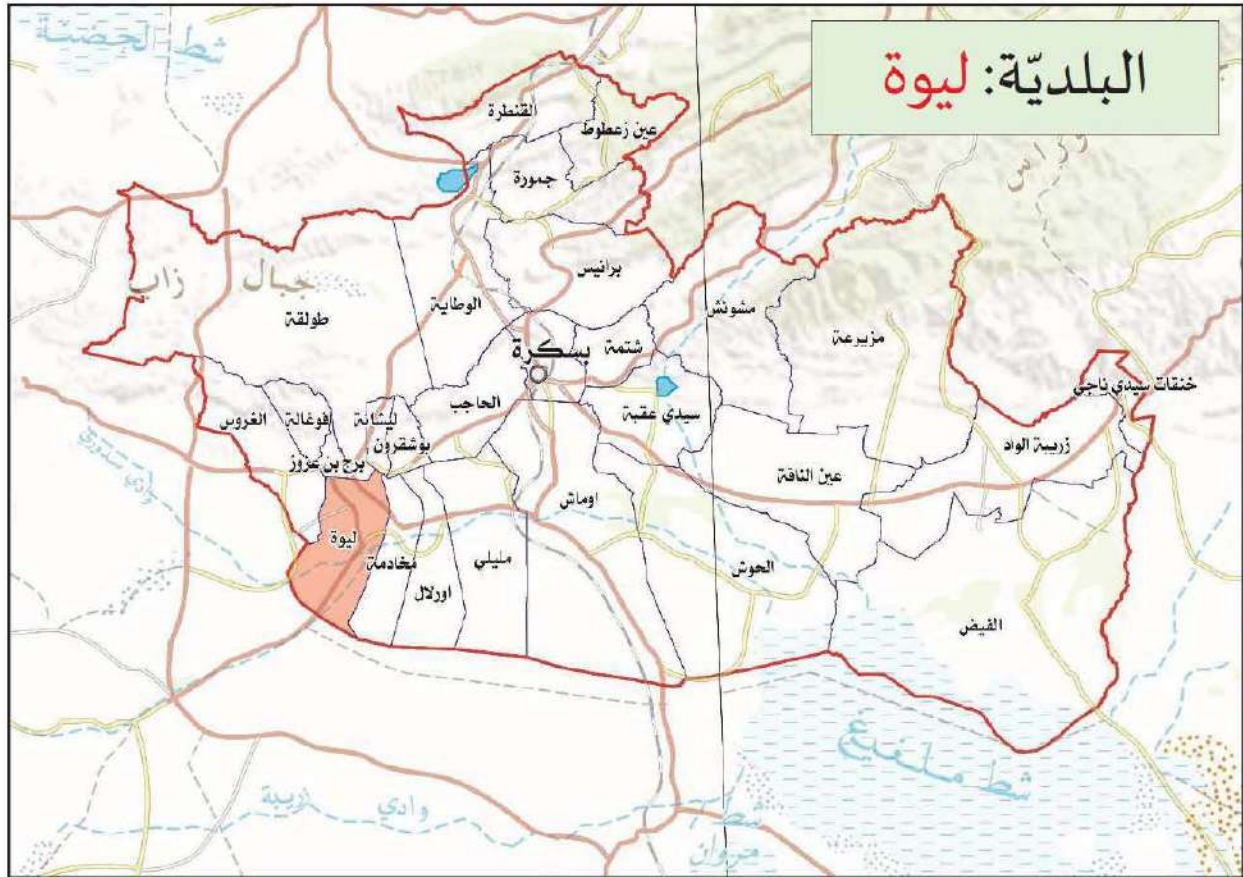 البلديّة: ليوة
شط الحضنة
القنطرة
عين زعطوط
جمورة
برانيس
جبال زاب
طولقة
الوطاية
مشونش
مزيرعة
شتمة
بسكرة
خنقات سيدي ناجي
الحاجب
سيدي عقبة
زريبة الواد
ليشانة
فوغالة
الغروس
بوشقرون
برج بن عزوز
عين الناقة
اوماش
ليوة
مخادمة
مليلي
اورلال
الحوش
الفيض
شط ملغيغ
وادي
شط
مروان